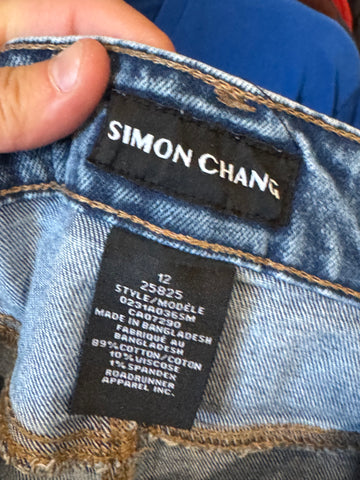 SIMON CHANG
12
25825
STYLE/MODÈLE
0231A0365M
CA07290
MADE IN BANGLADESH
FABRIQUÉ AU
BANGLADESH
89% COTTON/COTON
10% VISCOSE
1% SPANDEX
ROADRUNNER
APPAREL INC.